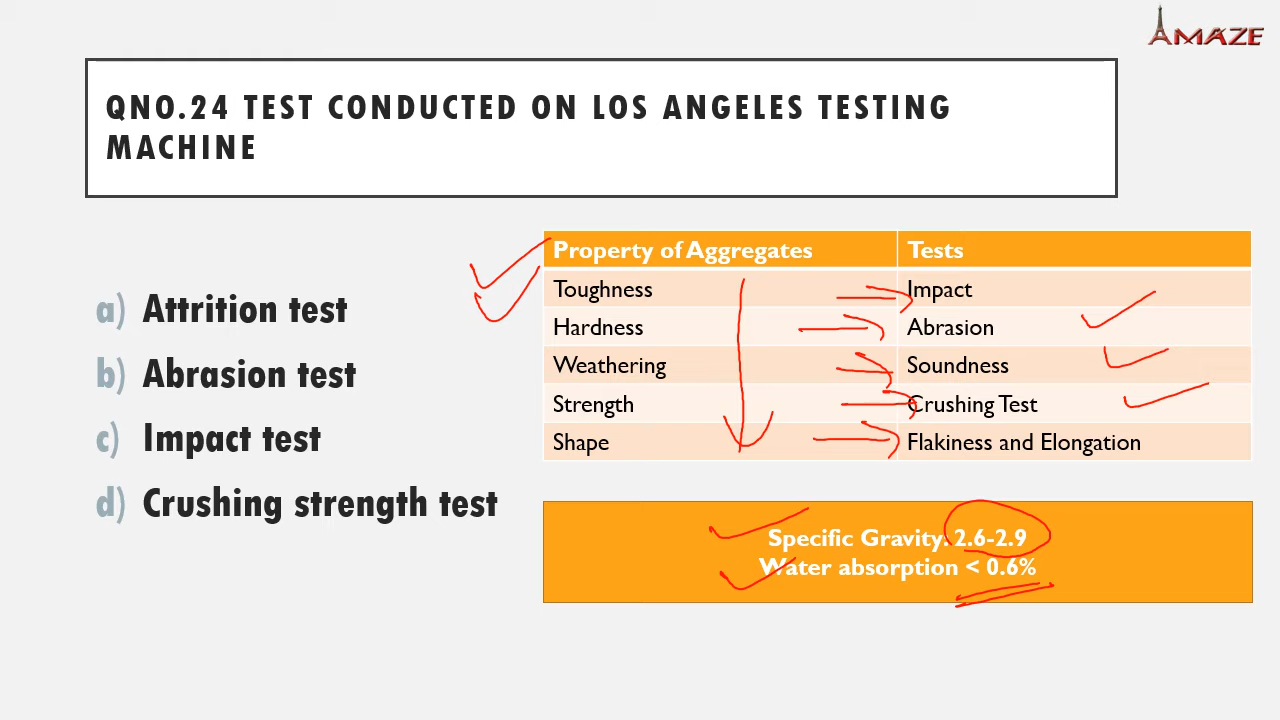 AMAZE
QNO.24 TEST CONDUCTED ON LOS ANGELES TESTING
MACHINE
a) Attrition test
b) Abrasion test
c) Impact test
d) Crushing strength test
Property of Aggregates Tests
Toughness Impact
Hardness Abrasion
Weathering Soundness
Strength Crushing Test
Shape Flakiness and Elongation
Specific Gravity: 2.6-2.9
Water absorption < 0.6%